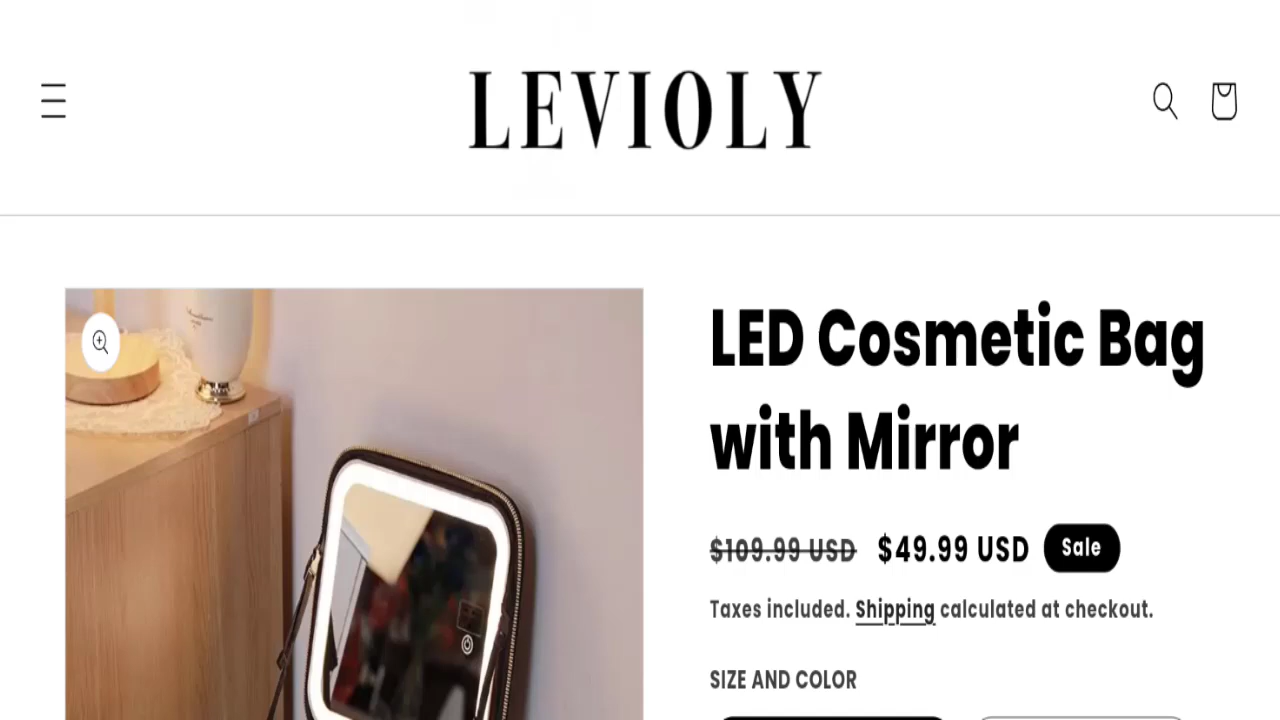 LEVIOLY
LED Cosmetic Bag
with Mirror
$109.99 USD $49.99 USD Sale
Taxes included. Shipping calculated at checkout.
SIZE AND COLOR